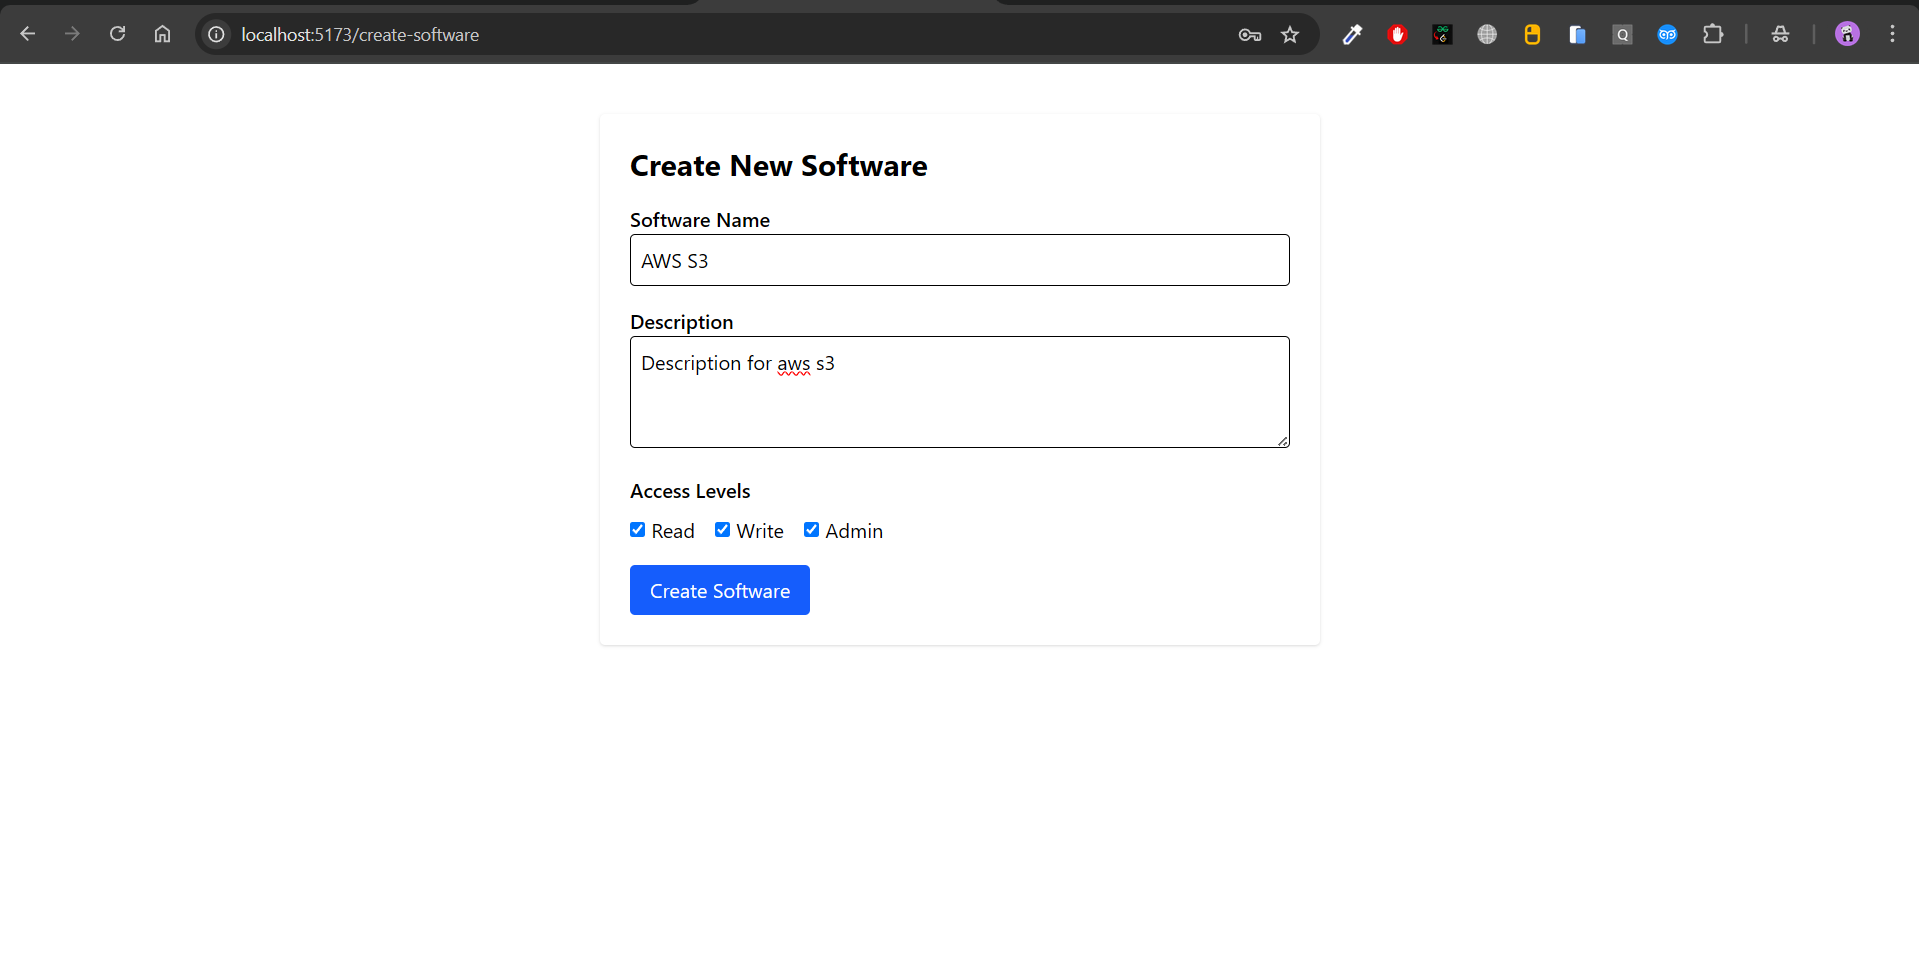 localhost:5173/create-software
Create New Software
Software Name
AWS S3
Description
Description for aws s3
Access Levels
Read Write Admin
Create Software